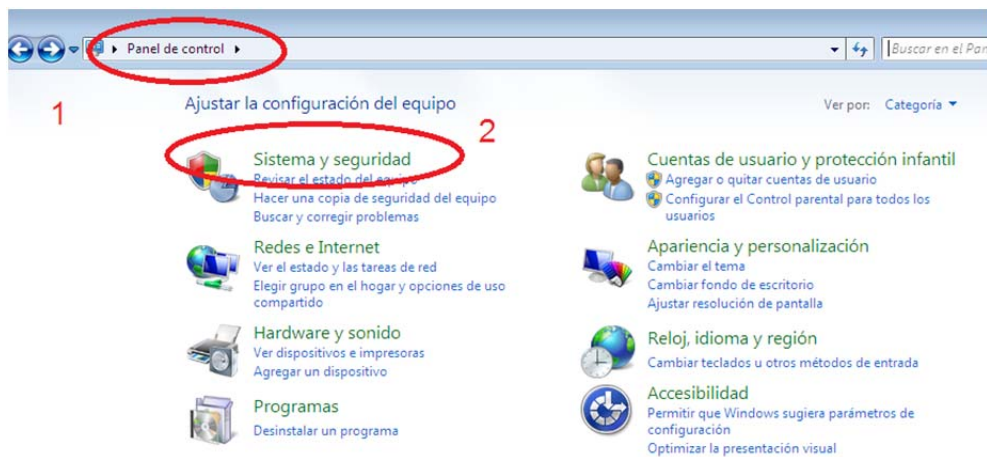 Panel de control
Buscar en el Pan
1
Ajustar la configuración del equipo
Ver por: Categoría
2
Sistema y seguridad
Revisar el estado del equipo
Hacer una copia de seguridad del equipo
Buscar y corregir problemas
Redes e Internet
Ver el estado y las tareas de red
Elegir grupo en el hogar y opciones de uso
compartido
Hardware y sonido
Ver dispositivos e impresoras
Agregar un dispositivo
Programas
Desinstalar un programa
Cuentas de usuario y protección infantil
Agregar o quitar cuentas de usuario
Configurar el Control parental para todos los
usuarios
Apariencia y personalización
Cambiar el tema
Cambiar fondo de escritorio
Ajustar resolución de pantalla
Reloj, idioma y región
Cambiar teclados u otros métodos de entrada
Accesibilidad
Permitir que Windows sugiera parámetros de
configuración
Optimizar la presentación visual